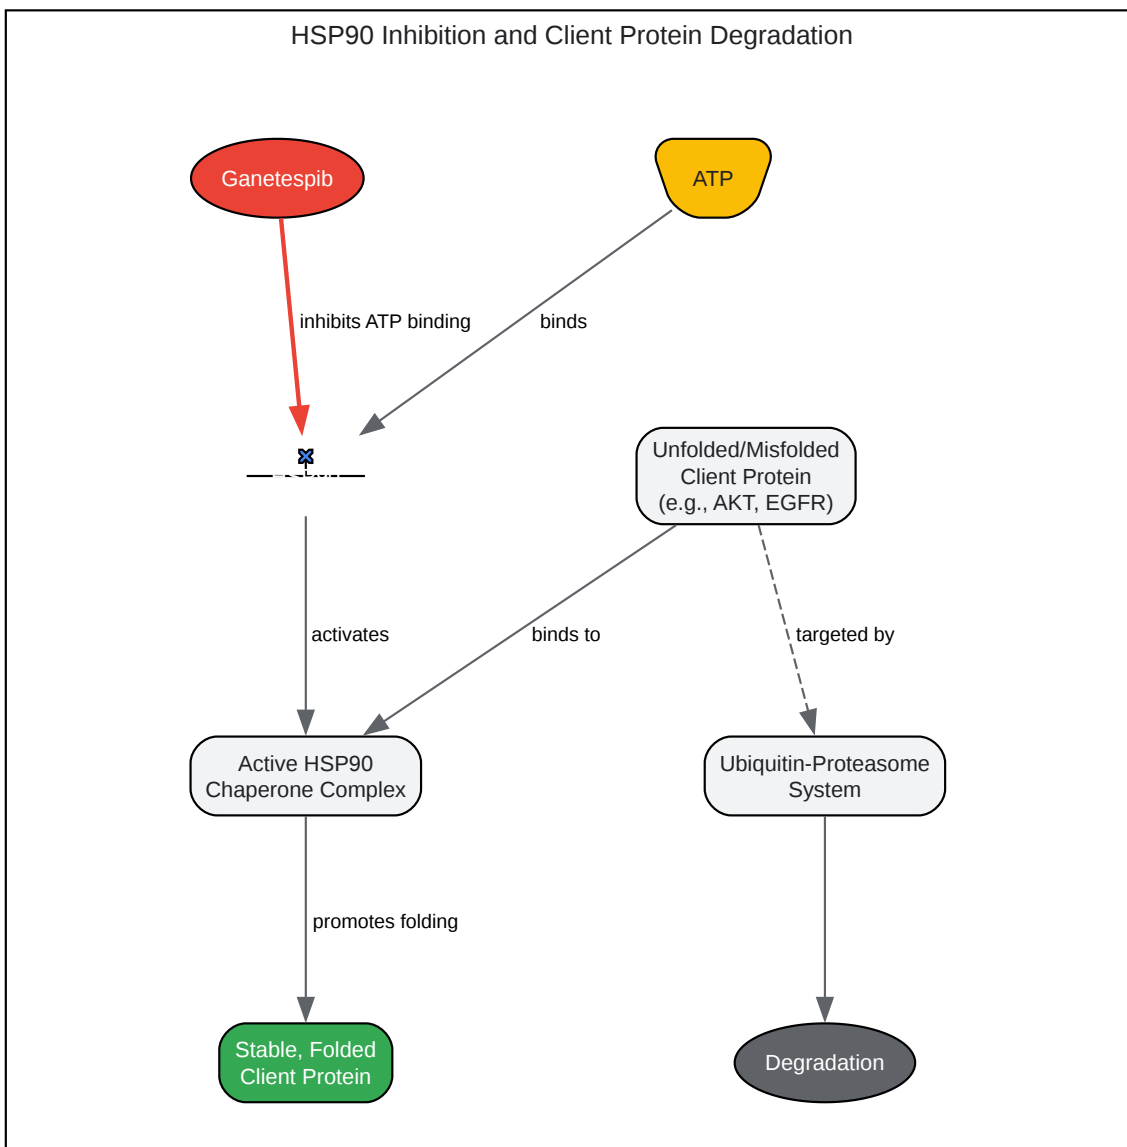 HSP90 Inhibition and Client Protein Degradation
Ganetespib
ATP
inhibits ATP binding
binds
Unfolded/Misfolded
Client Protein
(e.g., AKT, EGFR)
activates
binds to
targeted by
Active HSP90
Chaperone Complex
Ubiquitin-Proteasome
System
promotes folding
Stable, Folded
Client Protein
Degradation